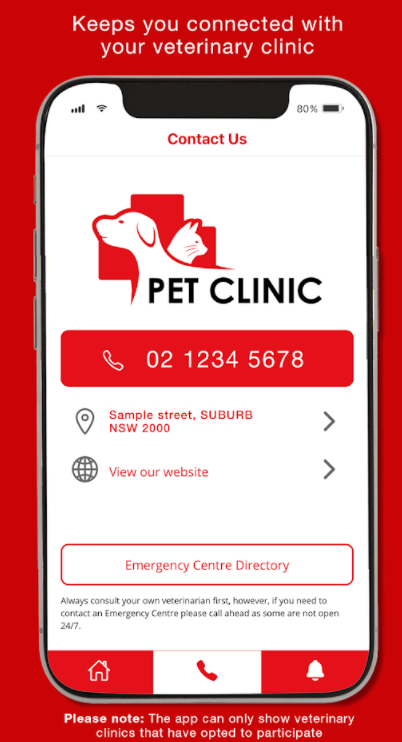 Keeps you connected with
your veterinary clinic
80%
Contact Us
PET CLINIC
02 1234 5678
Sample street, SUBURB
NSW 2000
View our website
Emergency Centre Directory
Always consult your own veterinarian first, however, if you need to
contact an Emergency Centre please call ahead as some are not open
24/7.
Please note: The app can only show veterinary
clinics that have opted to participate